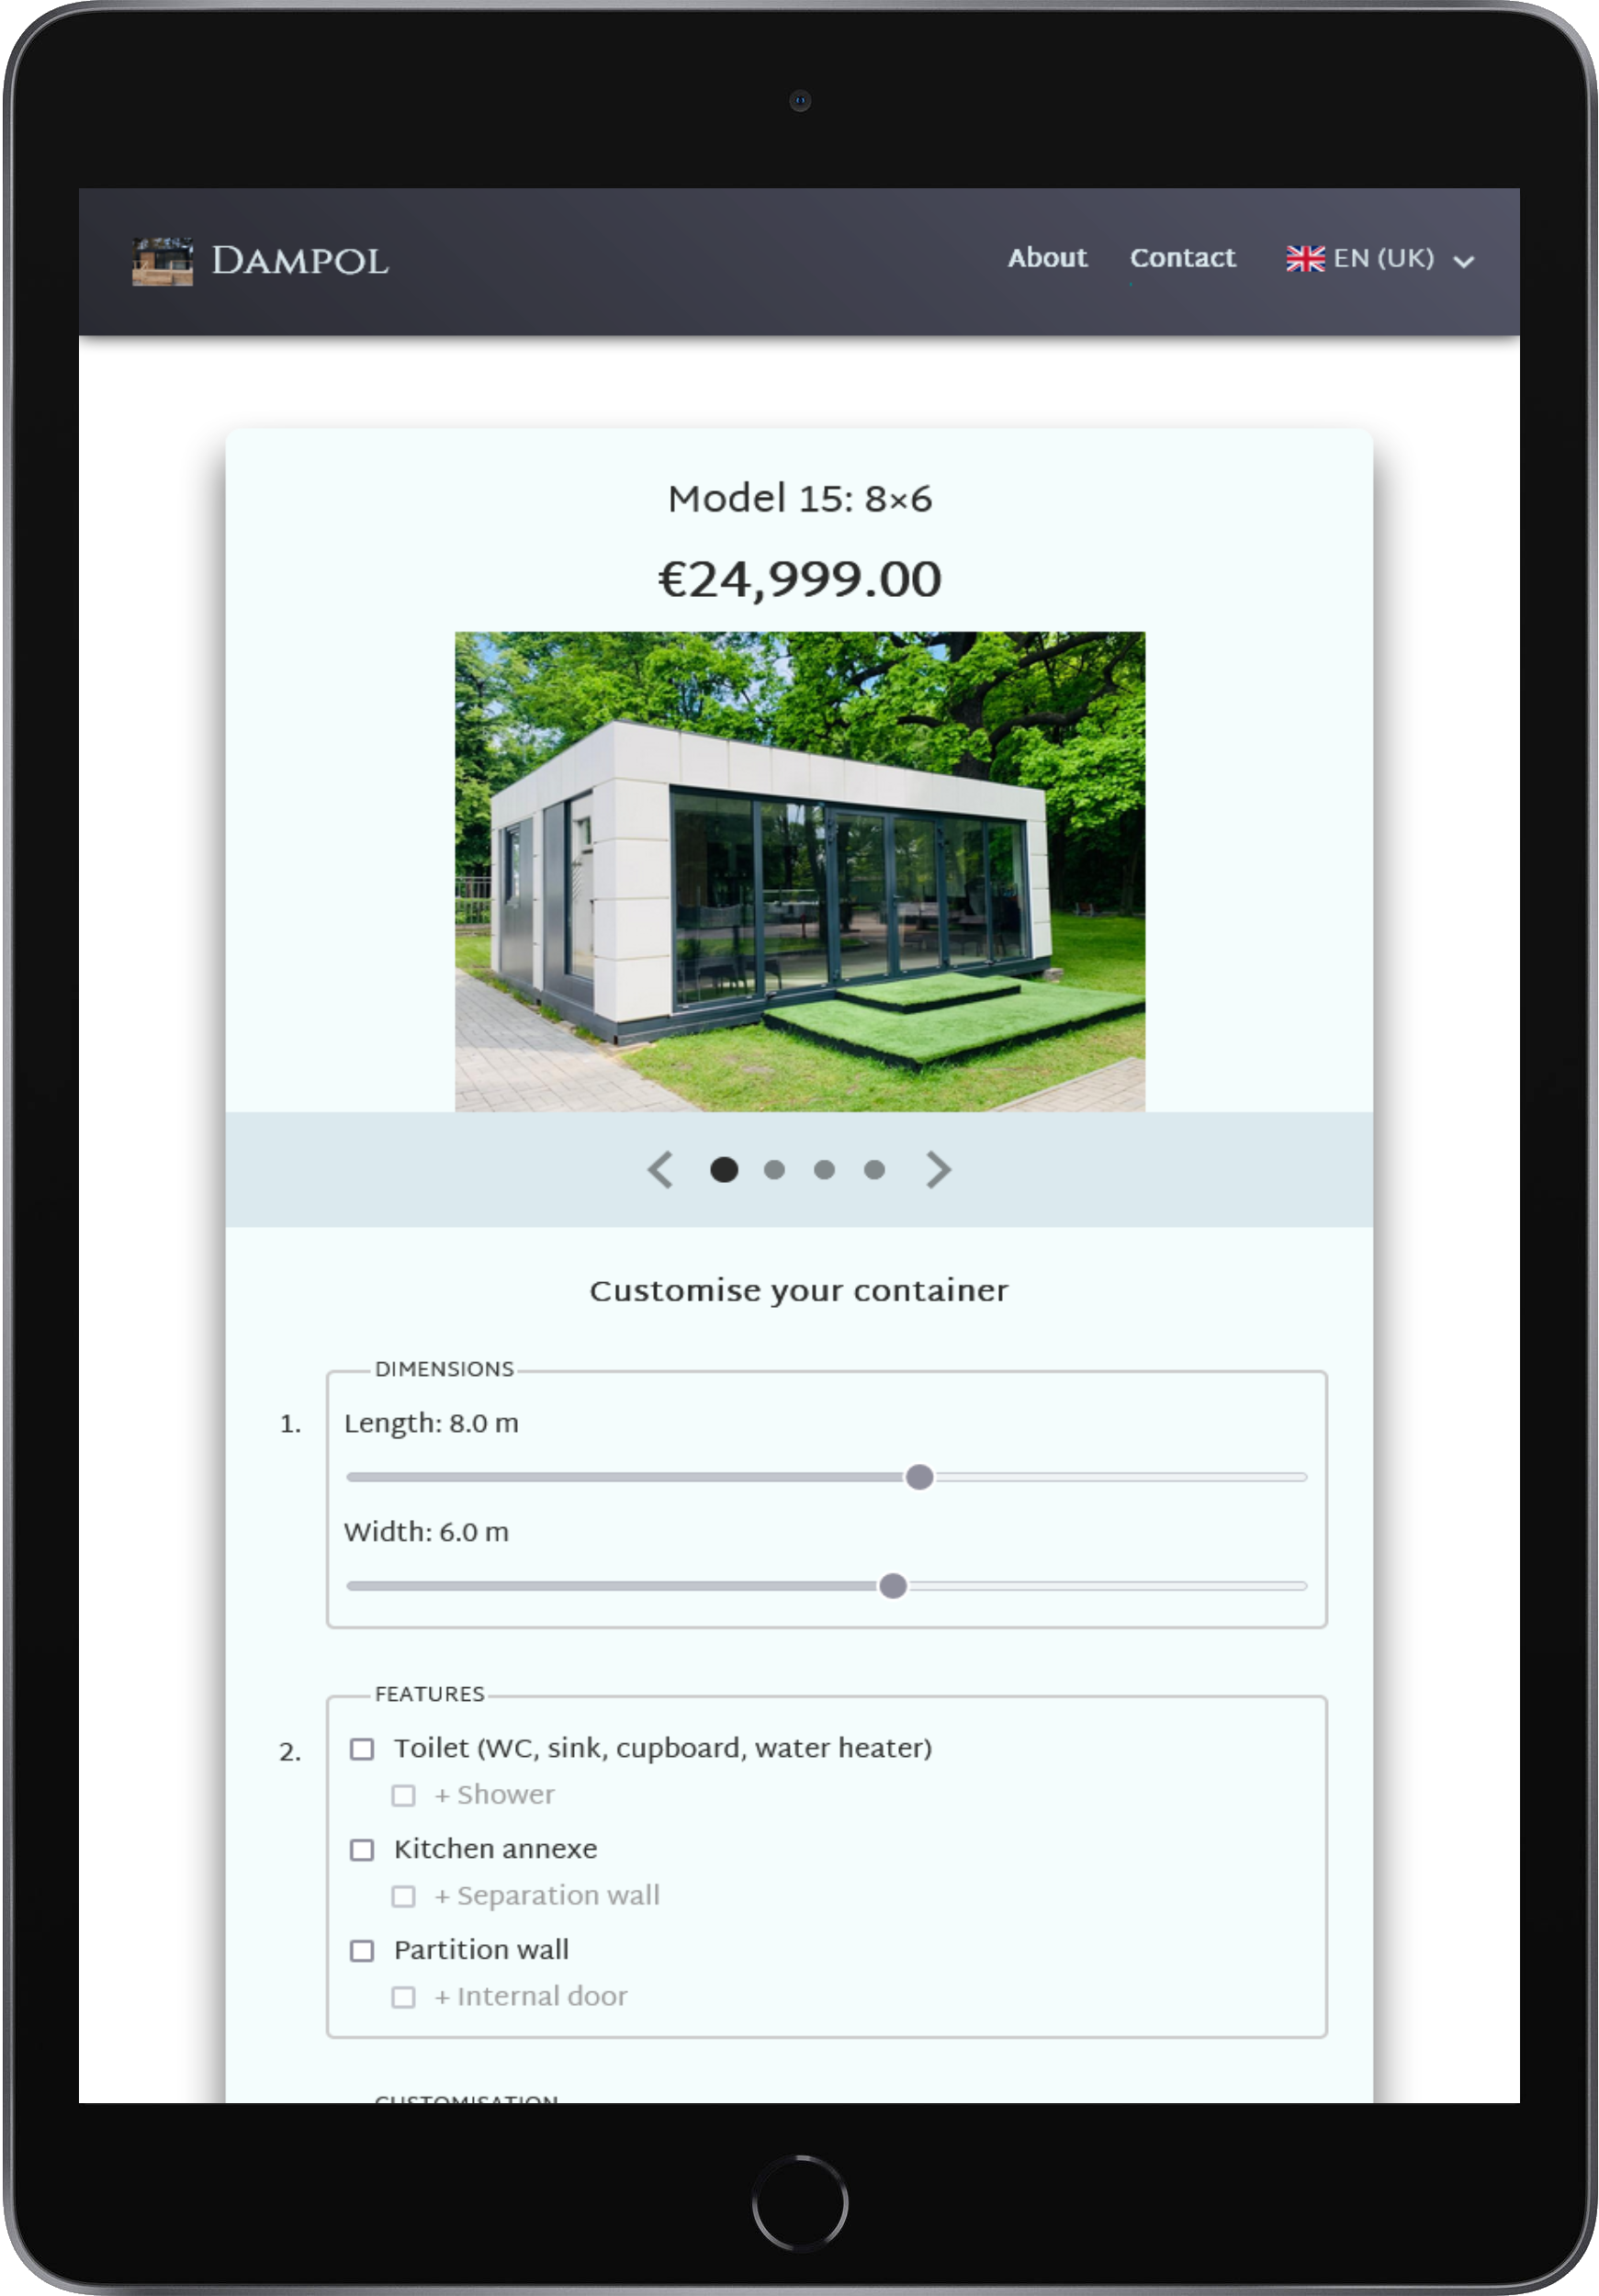 DAMPOL
About Contact EN (UK)
Model 15: 8×6
€24,999.00
Customise your container
DIMENSIONS
1. Length: 8.0 m
Width: 6.0 m
FEATURES
2. Toilet (WC, sink, cupboard, water heater)
+ Shower
Kitchen annexe
+ Separation wall
Partition wall
+ Internal door
CUSTOMISATION